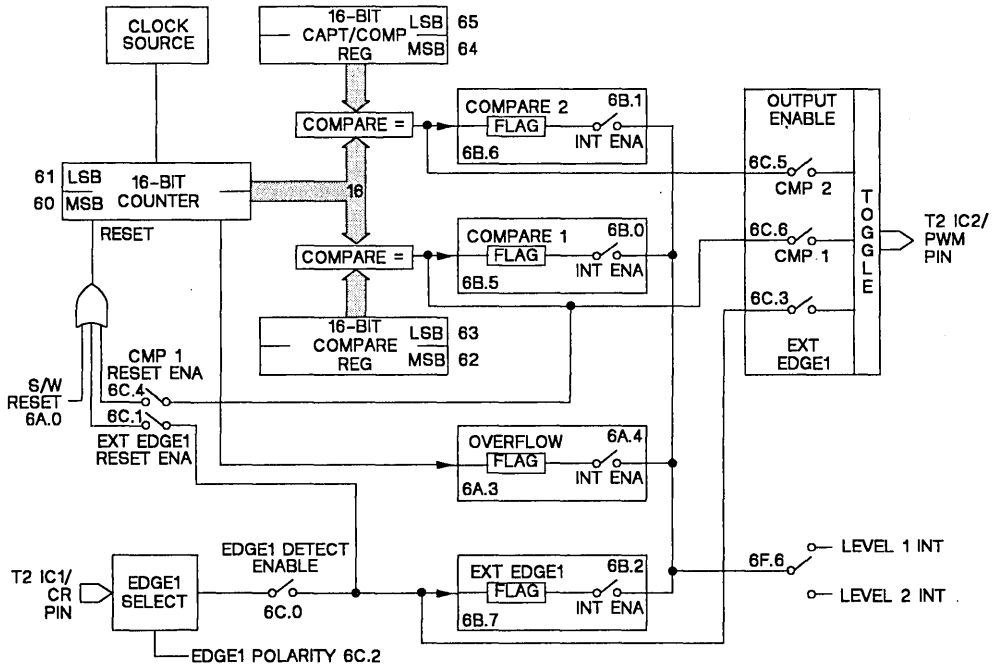 CLOCK
SOURCE
16-BIT
CAPT/COMP
REG
LSB 65
MSB 64
COMPARE =
COMPARE 2
6B.1
FLAG
INT ENA
6B.6
OUTPUT
ENABLE
6C.5
CMP 2
61 LSB
60 MSB
16-BIT
COUNTER
16
RESET
COMPARE =
COMPARE 1
6B.0
FLAG
INT ENA
6B.5
6C.6
CMP 1
6C.3
EXT
EDGE1
TOGGLE
T2 IC2/
PWM
PIN
16-BIT
COMPARE
REG
LSB 63
MSB 62
CMP 1
RESET ENA
6C.4
S/W
RESET
6A.0
6C.1
EXT EDGE1
RESET ENA
OVERFLOW
6A.4
FLAG
INT ENA
6A.3
T2 IC1/
CR
PIN
EDGE1
SELECT
EDGE1 DETECT
ENABLE
6C.0
EXT EDGE1
6B.2
FLAG
INT ENA
6B.7
6F.6
LEVEL 1 INT
LEVEL 2 INT
EDGE1 POLARITY 6C.2